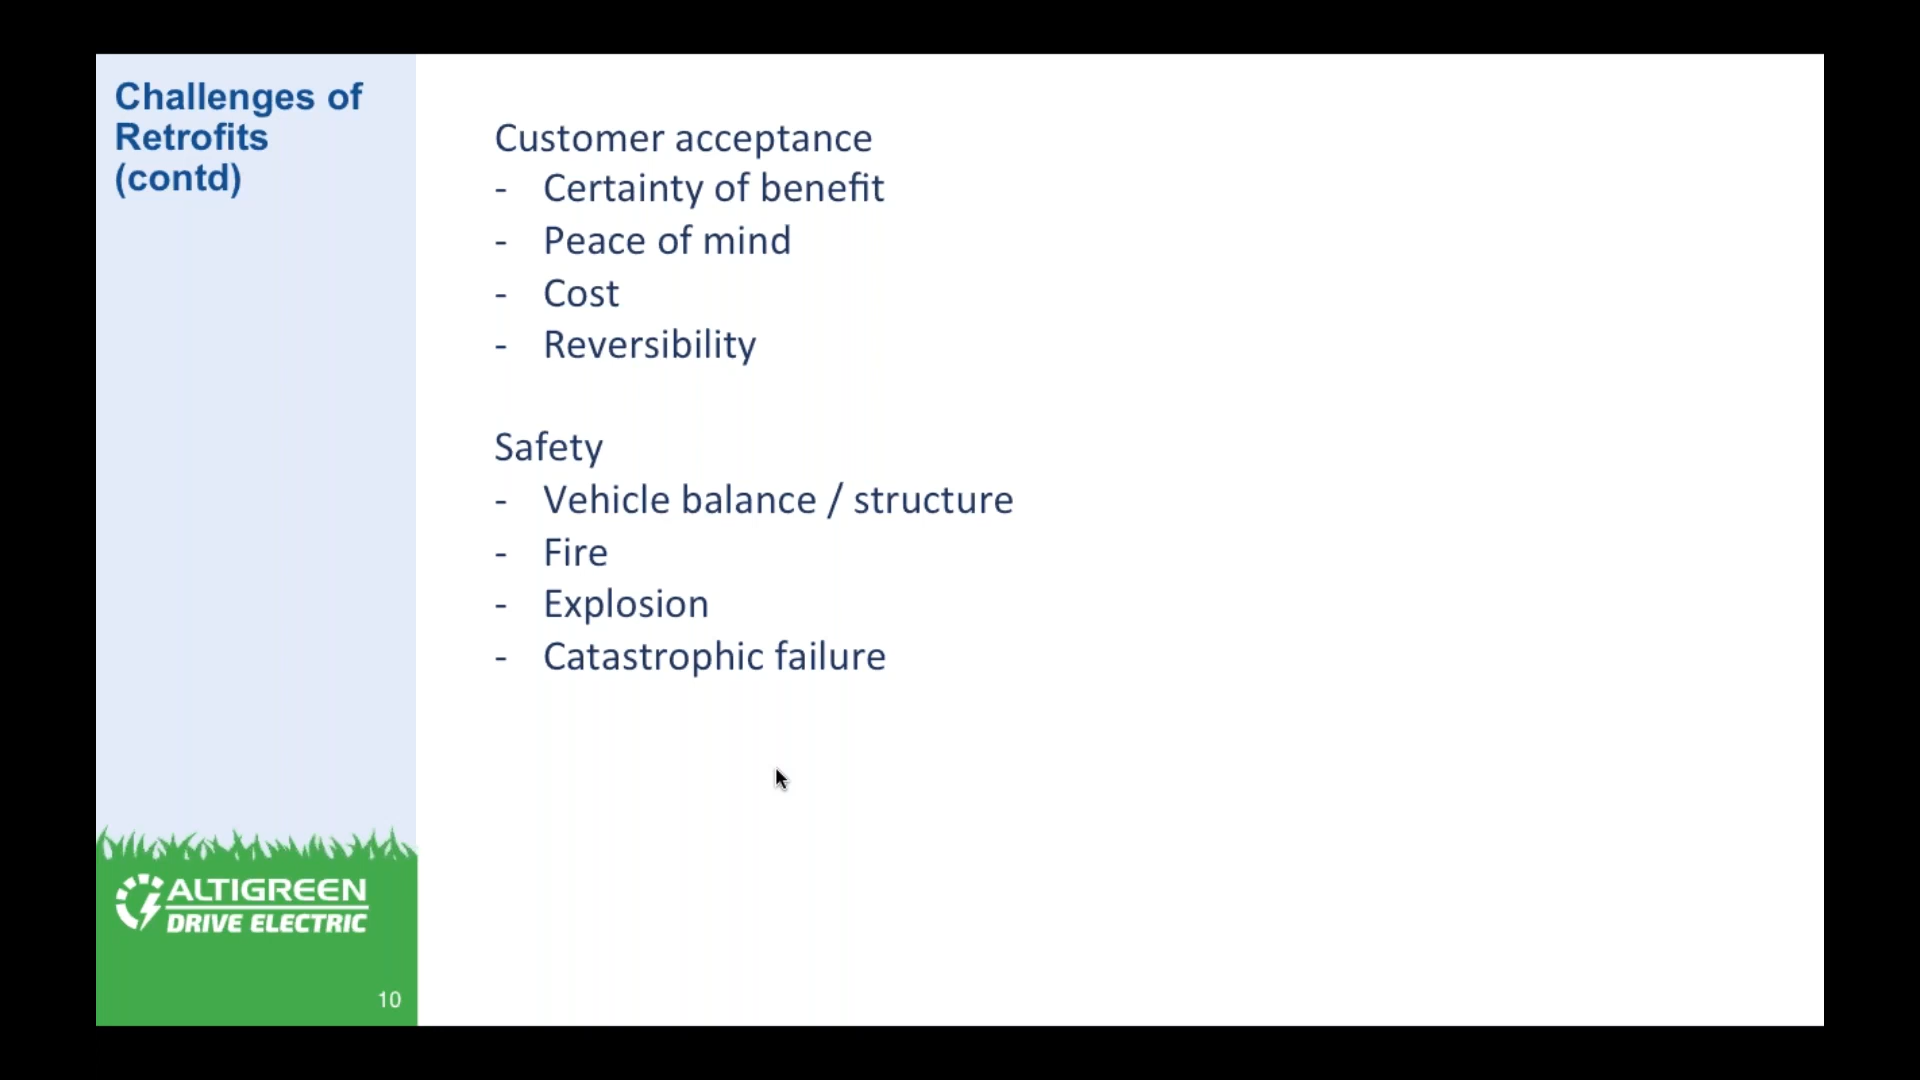 Challenges of
Retrofits
(contd)
Customer acceptance
- Certainty of benefit
- Peace of mind
- Cost
- Reversibility
Safety
- Vehicle balance / structure
- Fire
- Explosion
- Catastrophic failure
ALTIGREEN
DRIVE ELECTRIC
10